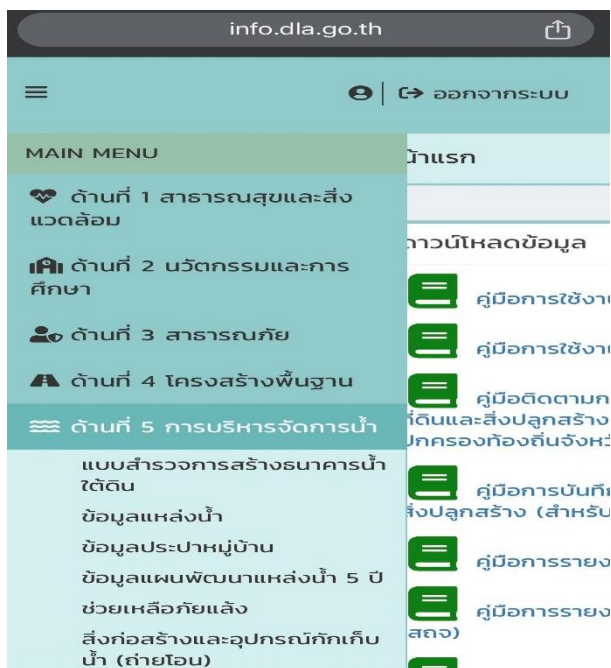 info.dla.go.th
ออกจากระบบ
MAIN MENU
ด้านที่ 1 สาธารณสุขและสิ่ง
แวดล้อม
ด้านที่ 2 นวัตกรรมและการ
ศึกษา
ด้านที่ 3 สาธารณภัย
ด้านที่ 4 โครงสร้างพื้นฐาน
ด้านที่ 5 การบริหารจัดการน้ำ
แบบสำรวจการสร้างธนาคารน้ำ
ใต้ดิน
ข้อมูลแหล่งน้ำ
ข้อมูลประปาหมู่บ้าน
ข้อมูลแผนพัฒนาแหล่งน้ำ 5 ปี
ช่วยเหลือภัยแล้ง
สิ่งก่อสร้างและอุปกรณ์กักเก็บ
น้ำ (ถ่ายโอน)
น้าแรก
าวน์โหลดข้อมูล
คู่มือการใช้งา
คู่มือการใช้งา
คู่มือติดตามก
ที่ดินและสิ่งปลูกสร้าง
ปกครองท้องถิ่นจังหว
คู่มือการบันทึ
สิ่งปลูกสร้าง (สำหรับ
คู่มือการรายง
คู่มือการรายง
สถจ)